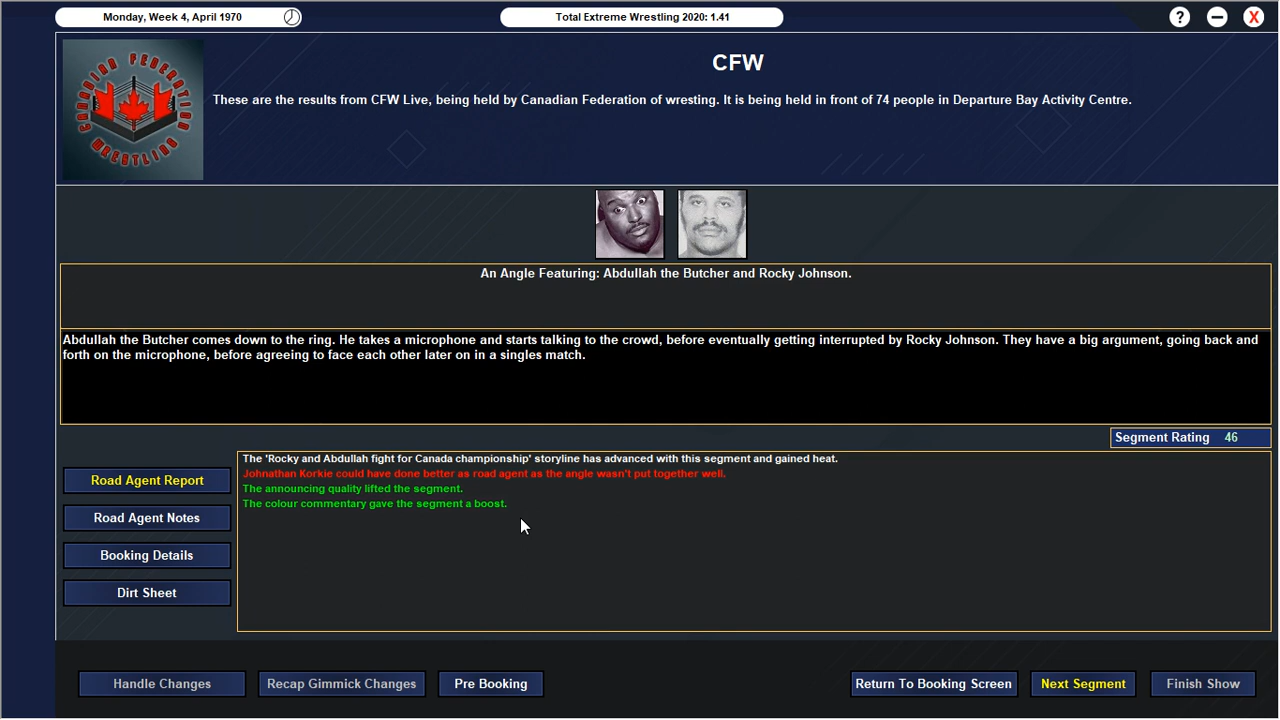 Monday, Week 4, April 1970
Total Extreme Wrestling 2020: 1.41
?
X
CANADIAN FEDERATION
WRESTLING
CFW
These are the results from CFW Live, being held by Canadian Federation of wresting. It is being held in front of 74 people in Departure Bay Activity Centre.
An Angle Featuring: Abdullah the Butcher and Rocky Johnson.
Abdullah the Butcher comes down to the ring. He takes a microphone and starts talking to the crowd, before eventually getting interrupted by Rocky Johnson. They have a big argument, going back and
forth on the microphone, before agreeing to face each other later on in a singles match.
Segment Rating 46
The 'Rocky and Abdullah fight for Canada championship' storyline has advanced with this segment and gained heat.
Johnathan Korkie could have done better as road agent as the angle wasn't put together well.
The announcing quality lifted the segment.
The colour commentary gave the segment a boost.
Road Agent Report
Road Agent Notes
Booking Details
Dirt Sheet
Handle Changes
Recap Gimmick Changes
Pre Booking
Return To Booking Screen
Next Segment
Finish Show